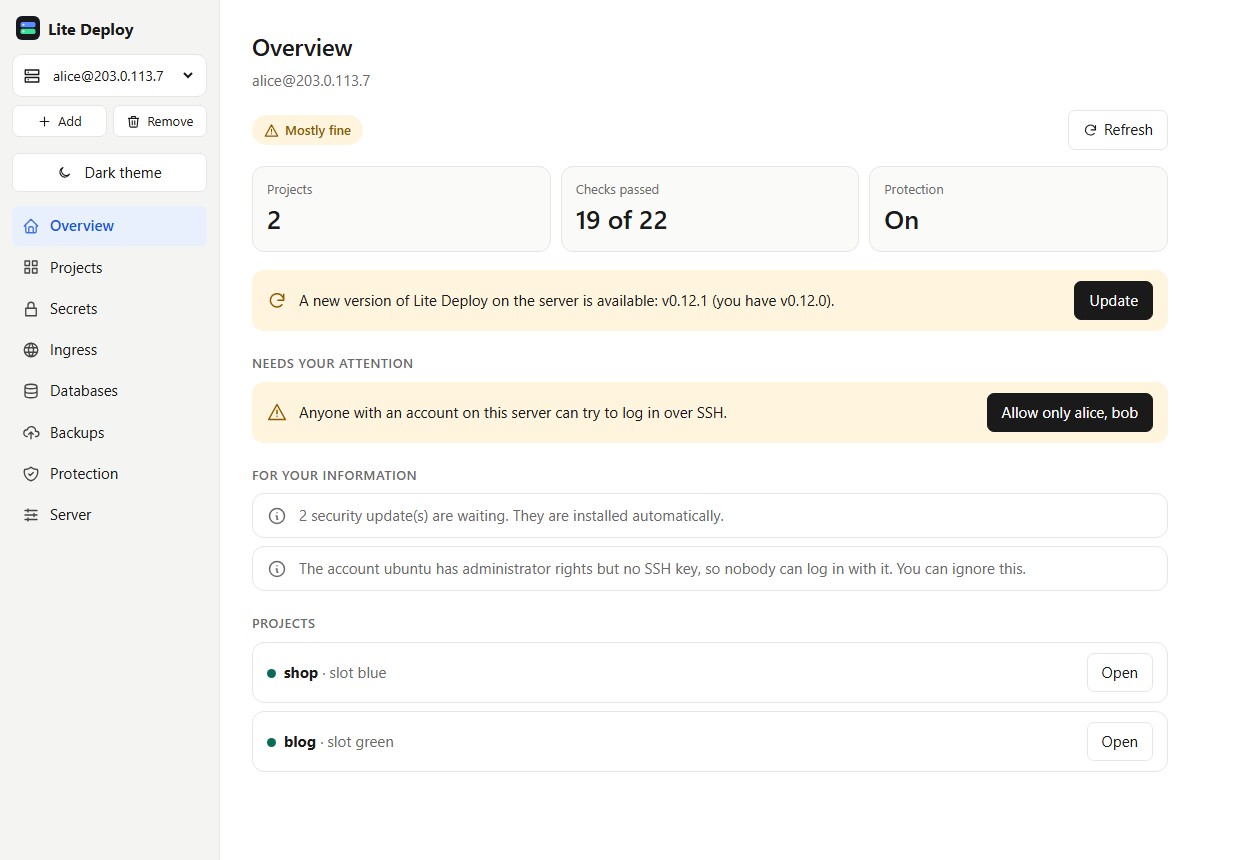 Lite Deploy
alice@203.0.113.7
Add
Remove
Dark theme
Overview
Projects
Secrets
Ingress
Databases
Backups
Protection
Server
Overview
alice@203.0.113.7
Mostly fine
Refresh
Projects
2
Checks passed
19 of 22
Protection
On
A new version of Lite Deploy on the server is available: v0.12.1 (you have v0.12.0).
Update
NEEDS YOUR ATTENTION
Anyone with an account on this server can try to log in over SSH.
Allow only alice, bob
FOR YOUR INFORMATION
2 security update(s) are waiting. They are installed automatically.
The account ubuntu has administrator rights but no SSH key, so nobody can log in with it. You can ignore this.
PROJECTS
shop · slot blue
Open
blog · slot green
Open